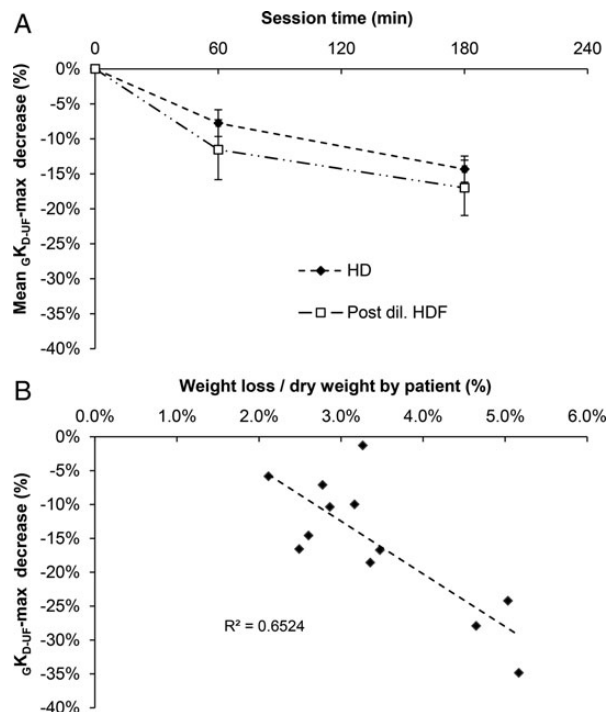 A
Session time (min)
0 60 120 180 240
0%
-5%
-10%
-15%
-20%
-25%
-30%
-35%
-40%
Mean GKD-UF-max decrease (%)
HD
Post dil. HDF
B
Weight loss / dry weight by patient (%)
0.0% 1.0% 2.0% 3.0% 4.0% 5.0% 6.0%
0%
-5%
-10%
-15%
-20%
-25%
-30%
-35%
-40%
GKD-UF-max decrease (%)
R² = 0.6524